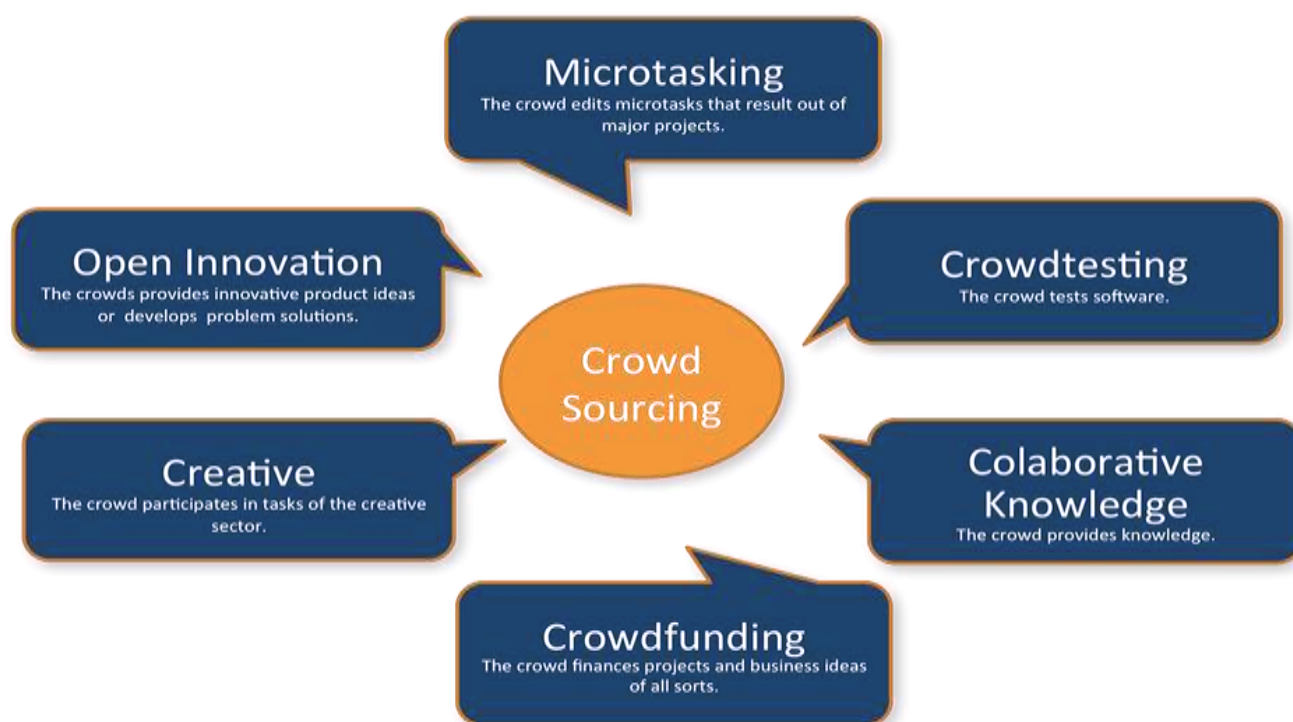 Microtasking
The crowd edits microtasks that result out of
major projects.
Open Innovation
The crowds provides innovative product ideas
or develops problem solutions.
Crowdtesting
The crowd tests software.
Crowd
Sourcing
Creative
The crowd participates in tasks of the creative
sector.
Colaborative
Knowledge
The crowd provides knowledge.
Crowdfunding
The crowd finances projects and business ideas
of all sorts.